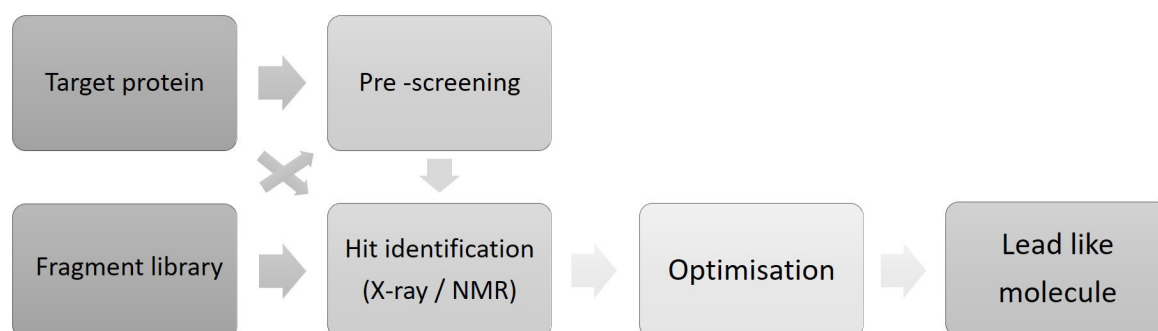 Target protein
Pre -screening
Fragment library
Hit identification
(X-ray / NMR)
Optimisation
Lead like
molecule